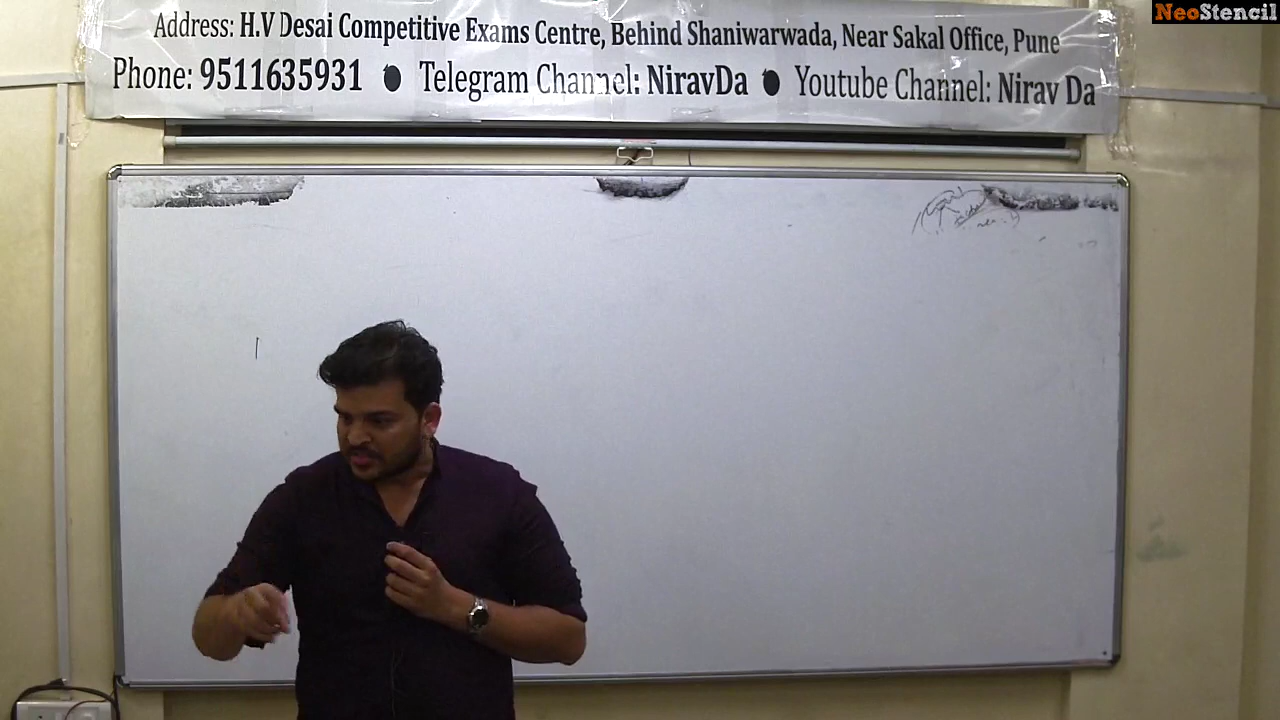 NeoStencil
Address: H.V Desai Competitive Exams Centre, Behind Shaniwarwada, Near Sakal Office, Pune
Phone: 9511635931 Telegram Channel: NiravDa Youtube Channel: Nirav Da